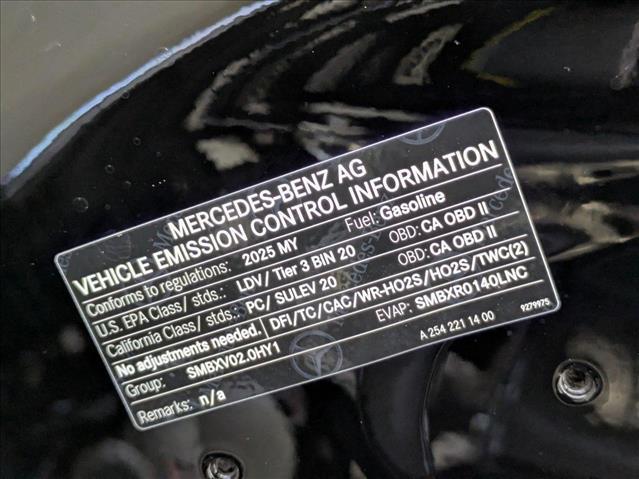 MERCEDES-BENZ AG
VEHICLE EMISSION CONTROL INFORMATION
Conforms to regulations: 2025 MY Fuel: Gasoline
U.S. EPA Class/ stds.: LDV/ Tier 3 BIN 20 OBD: CA OBD II
California Class/ stds.: PC/ SULEV 20 OBD: CA OBD II
No adjustments needed. DFI/TC/CAC/WR-HO2S/HO2S/TWC(2)
Group: SMBXV02.0HY1 EVAP: SMBXR0140LNC
Remarks: n/a A 254 221 14 00 9279975